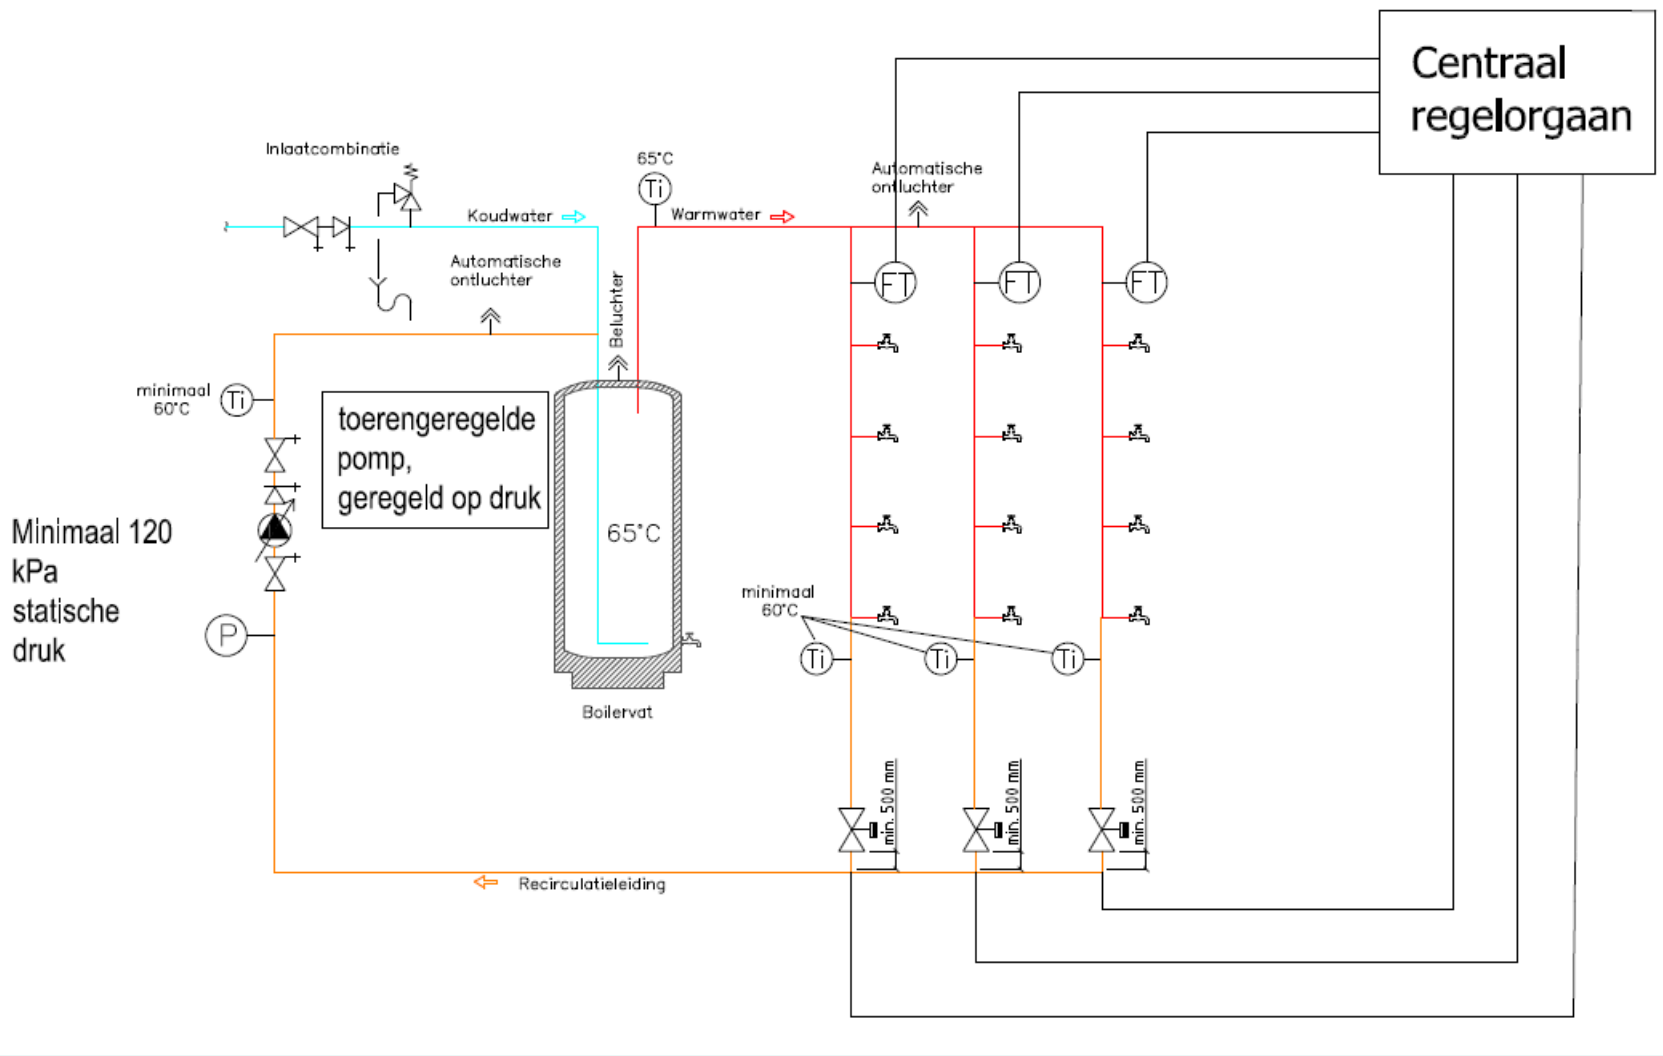 Centraal
regelorgaan
Inlaatcombinatie
65°C
Ti
Automatische
ontluchter
Koudwater
Warmwater
Automatische
ontluchter
Beluchter
FT
FT
FT
minimaal
60°C
Ti
toerengeregelde
pomp,
geregeld op druk
65°C
Minimaal 120
kPa
statische
druk
P
minimaal
60°C
Ti
Ti
Ti
Boilervat
min. 500 mm
min. 500 mm
min. 500 mm
Recirculatieleiding